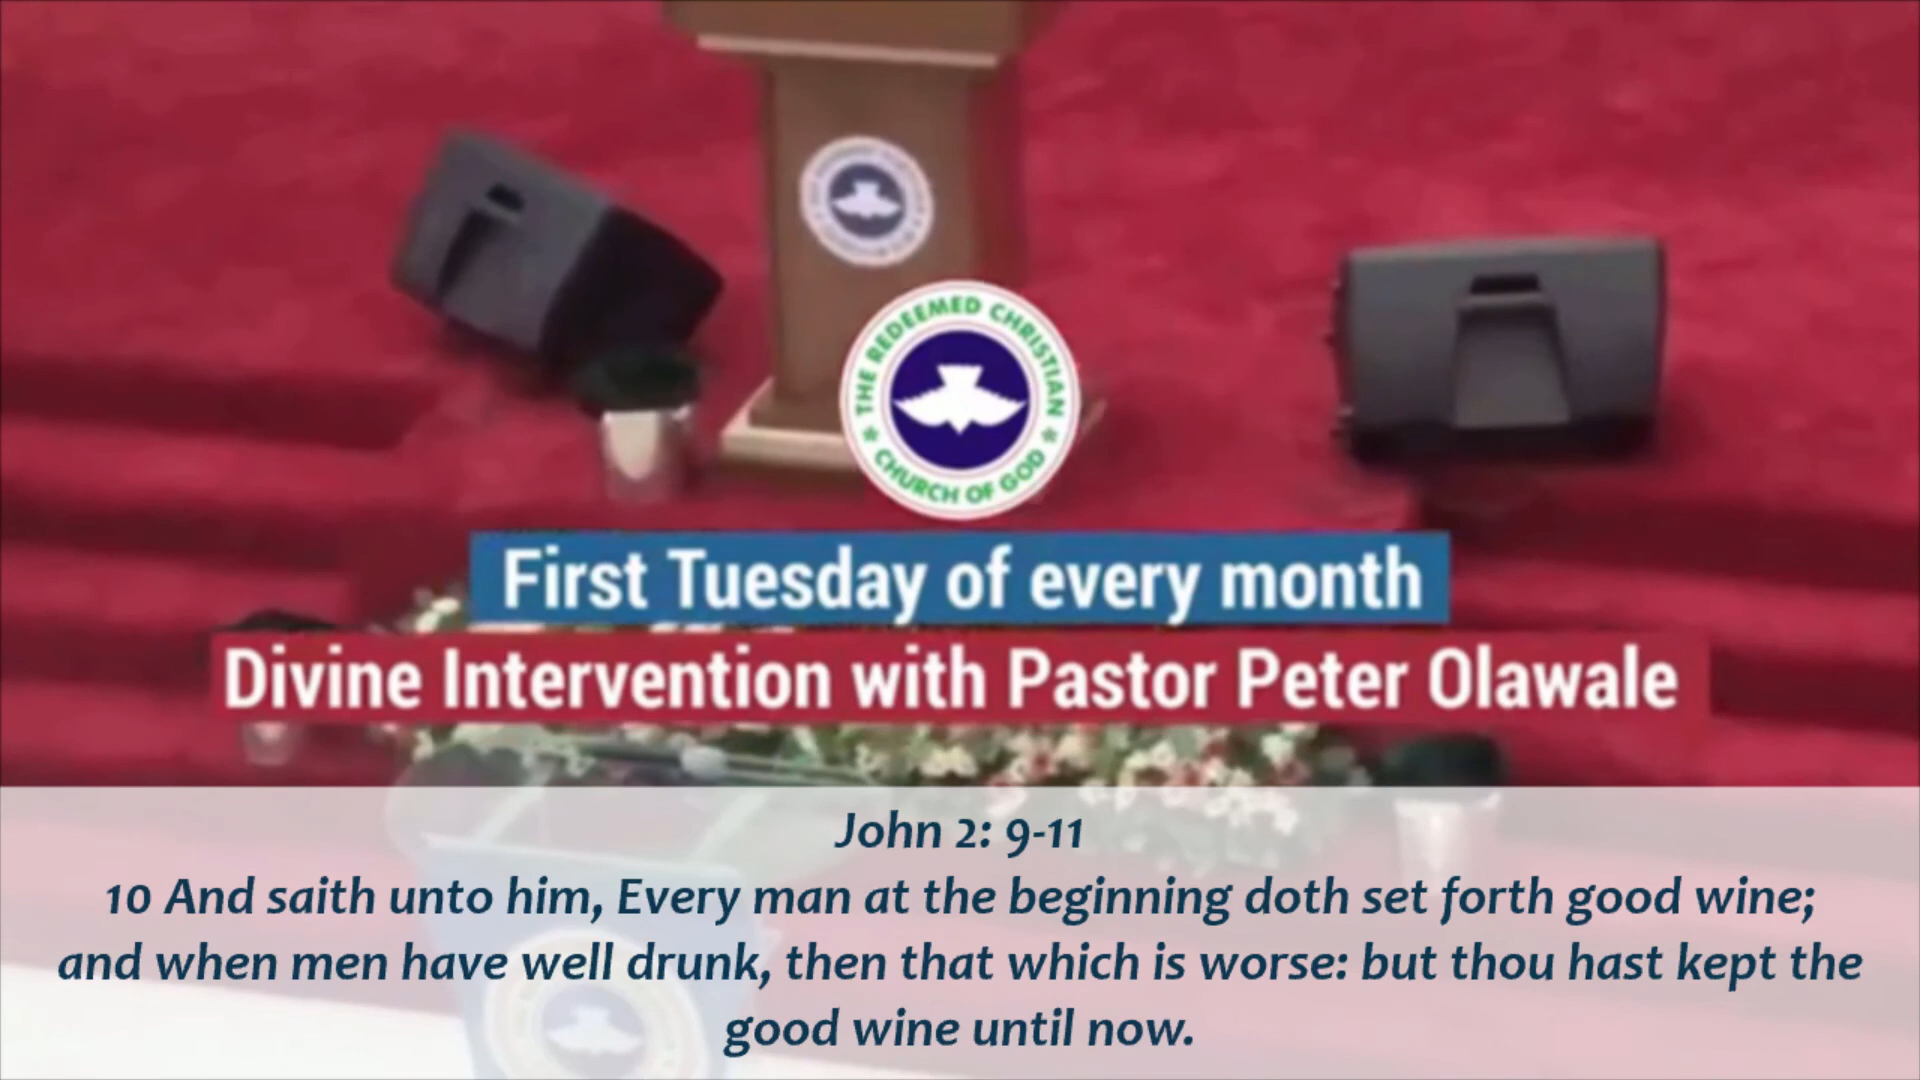 THE REDEEMED CHRISTIAN
CHURCH OF GOD
First Tuesday of every month
Divine Intervention with Pastor Peter Olawale
John 2: 9-11
10 And saith unto him, Every man at the beginning doth set forth good wine;
and when men have well drunk, then that which is worse: but thou hast kept the
good wine until now.